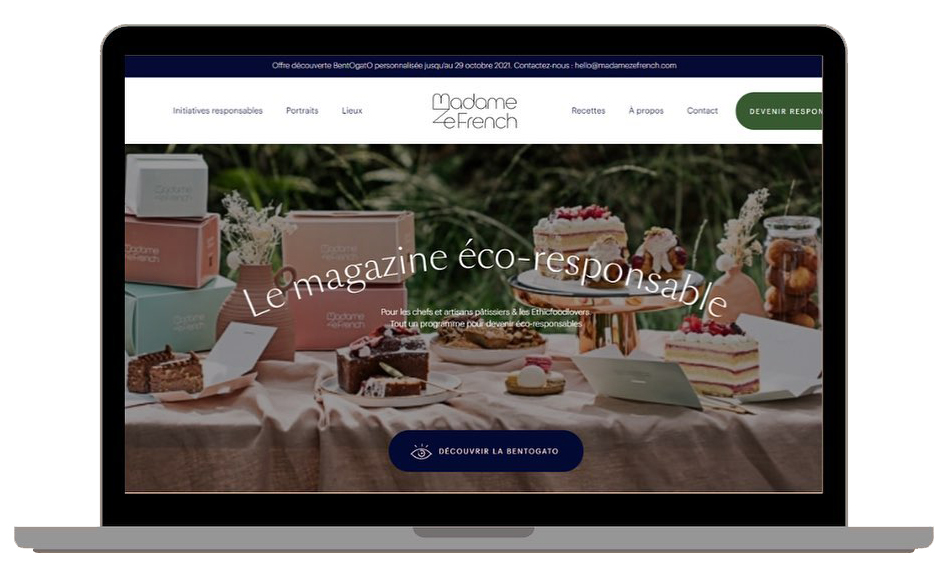 Offre découverte BentOgatO personnalisée jusqu'au 29 octobre 2021. Contactez-nous : hello@madamezefrench.com
Initiatives responsables
Portraits
Lieux
Madame
ZeFrench
Recettes
À propos
Contact
DEVENIR RESPON
Madame
ZeFrench
Madame
ZeFrench
Madame
ZeFrench
Le magazine éco-responsable
Pour les chefs et artisans pâtissiers & les Ethicfoodlovers
Tout un programme pour devenir éco-responsables
DÉCOUVRIR LA BENTOGATO